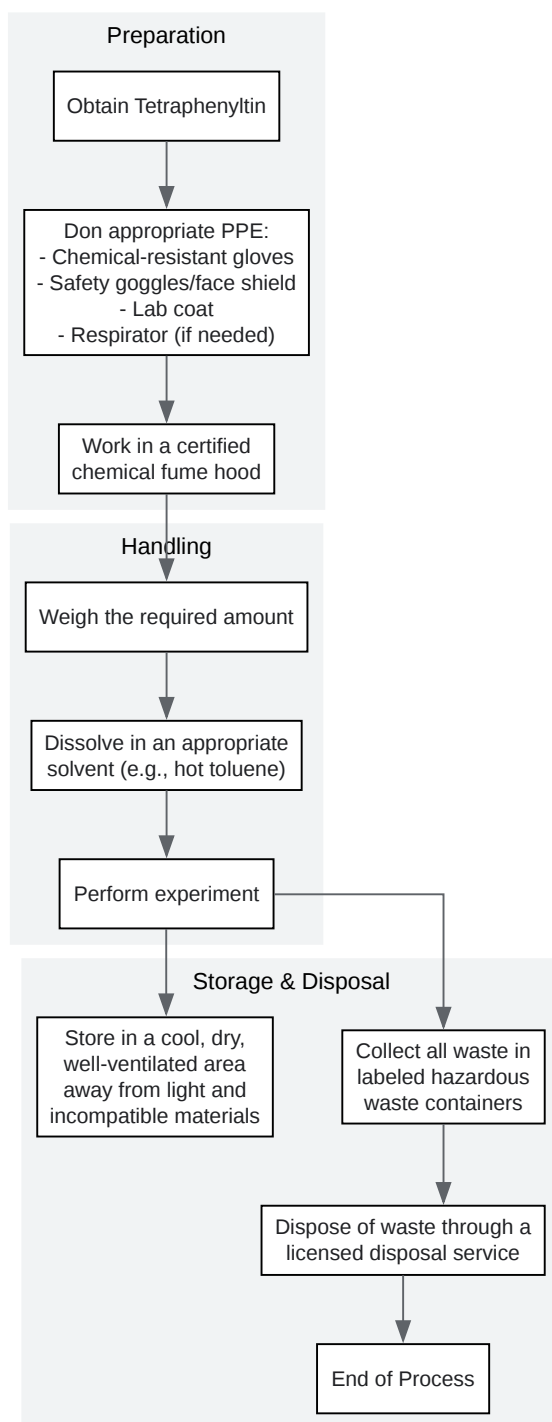 Preparation
Obtain Tetraphenyltin
Don appropriate PPE:
- Chemical-resistant gloves
- Safety goggles/face shield
- Lab coat
- Respirator (if needed)
Work in a certified
chemical fume hood
Handling
Weigh the required amount
Dissolve in an appropriate
solvent (e.g., hot toluene)
Perform experiment
Storage & Disposal
Store in a cool, dry,
well-ventilated area
away from light and
incompatible materials
Collect all waste in
labeled hazardous
waste containers
Dispose of waste through a
licensed disposal service
End of Process